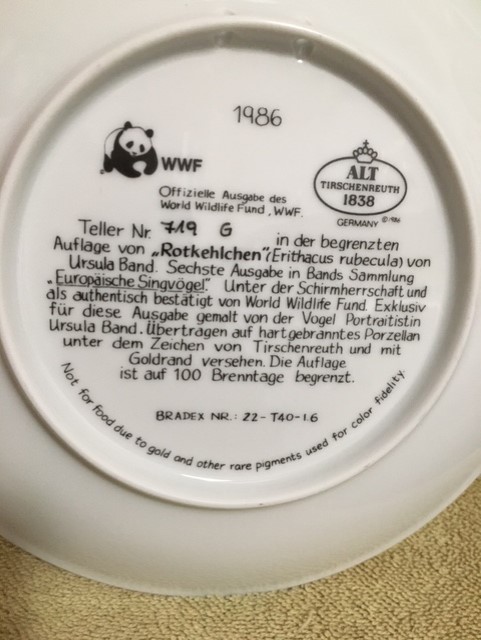 1986
WWF
Offizielle Ausgabe des
World Wildlife Fund, WWF.
ALT
TIRSCHENREUTH
1838
GERMANY ©1986
Teller Nr. 719 G in der begrenzten
Auflage von „Rotkehlchen" (Erithacus rubecula) von
Ursula Band. Sechste Ausgabe in Bands Sammlung
„Europäische Singvögel". Unter der Schirmherrschaft und
als authentisch bestätigt von World Wildlife Fund. Exklusiv
für diese Ausgabe gemalt von der Vogel Portraitistin
Ursula Band. Übertragen auf hartgebranntes Porzellan
unter dem Zeichen von Tirschenreuth und mit
Goldrand versehen. Die Auflage
ist auf 100 Brenntage begrenzt.
BRADEX NR.: 22-T40-1.6
Not for food due to gold and other rare pigments used for color fidelity.